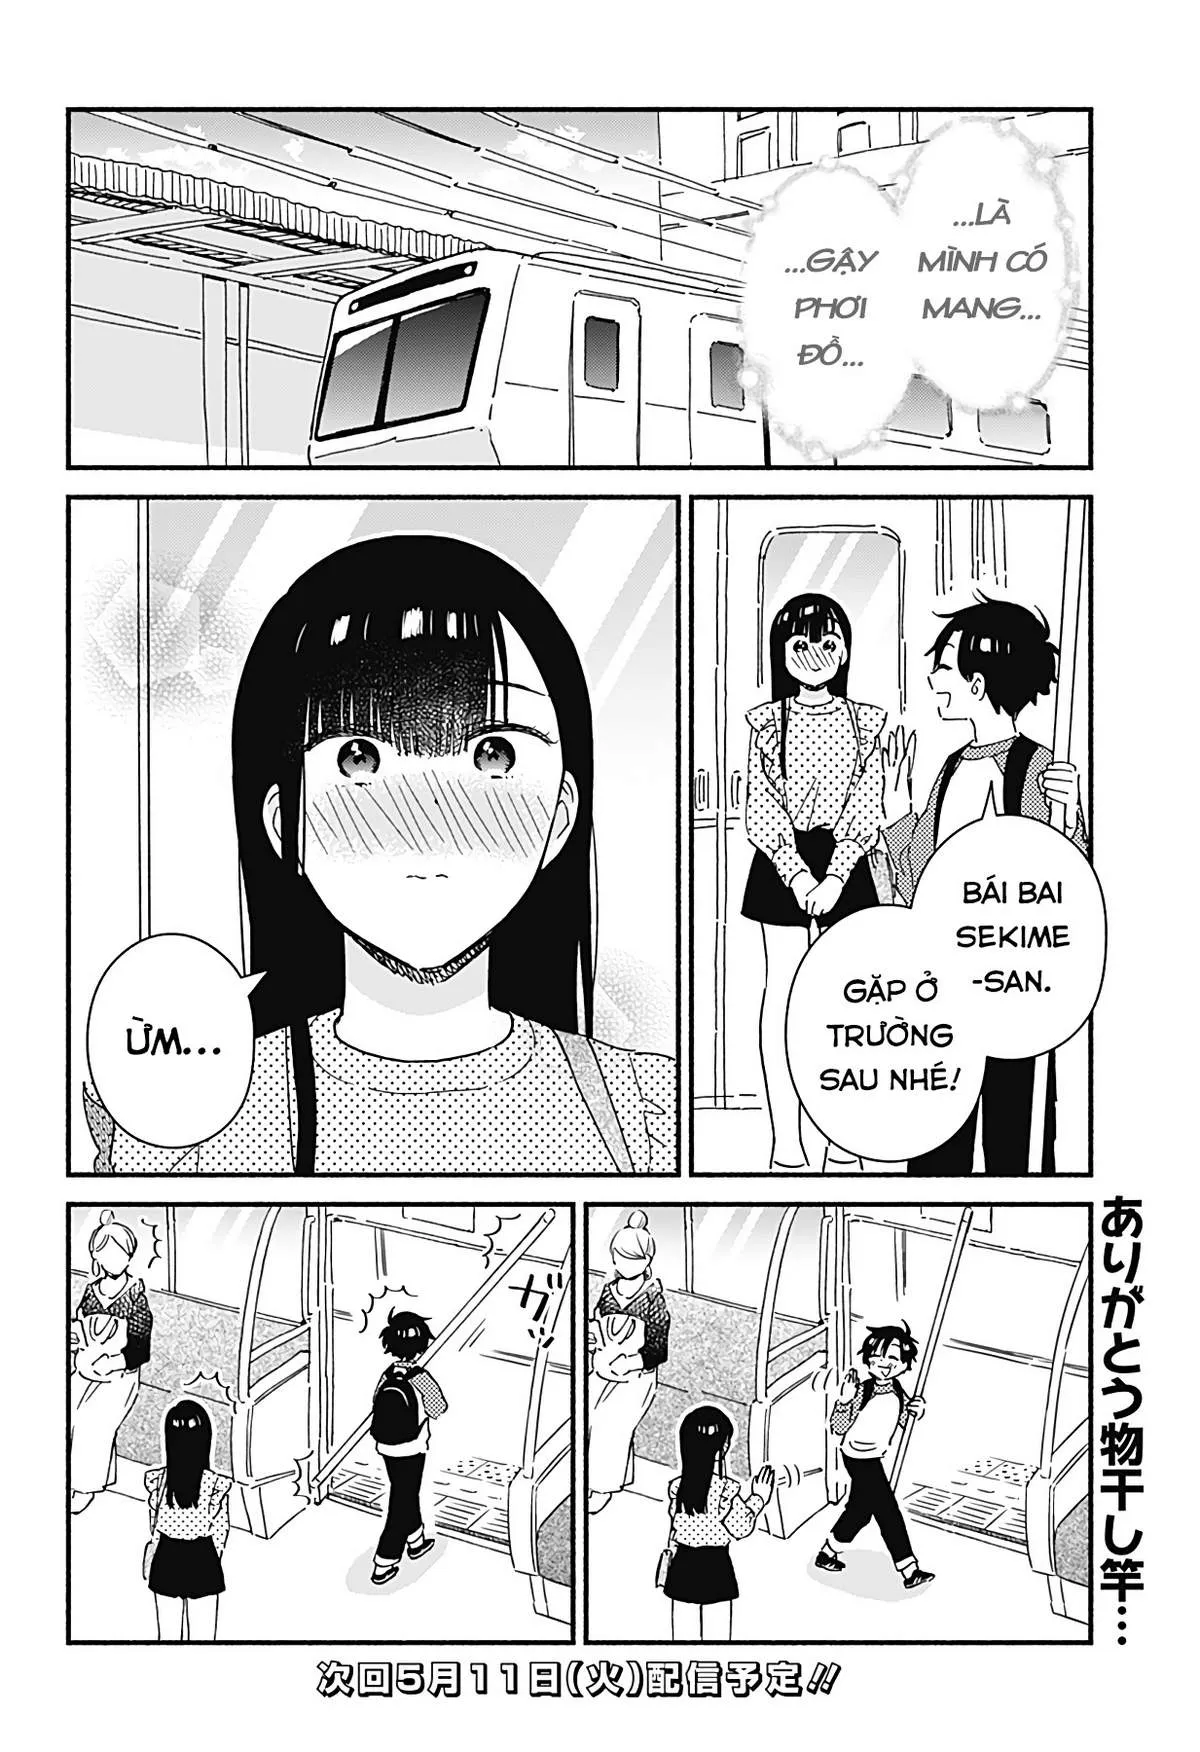 ...LÀ
MÌNH CÓ
MANG...
...GẬY
PHƠI
ĐỒ...
BÁI BAI
SEKIME
-SAN.
GẶP Ở
TRƯỜNG
SAU NHÉ!
ỪM...
ガッ
ありがとう物干し竿…
次回5月11日(火)配信予定!!